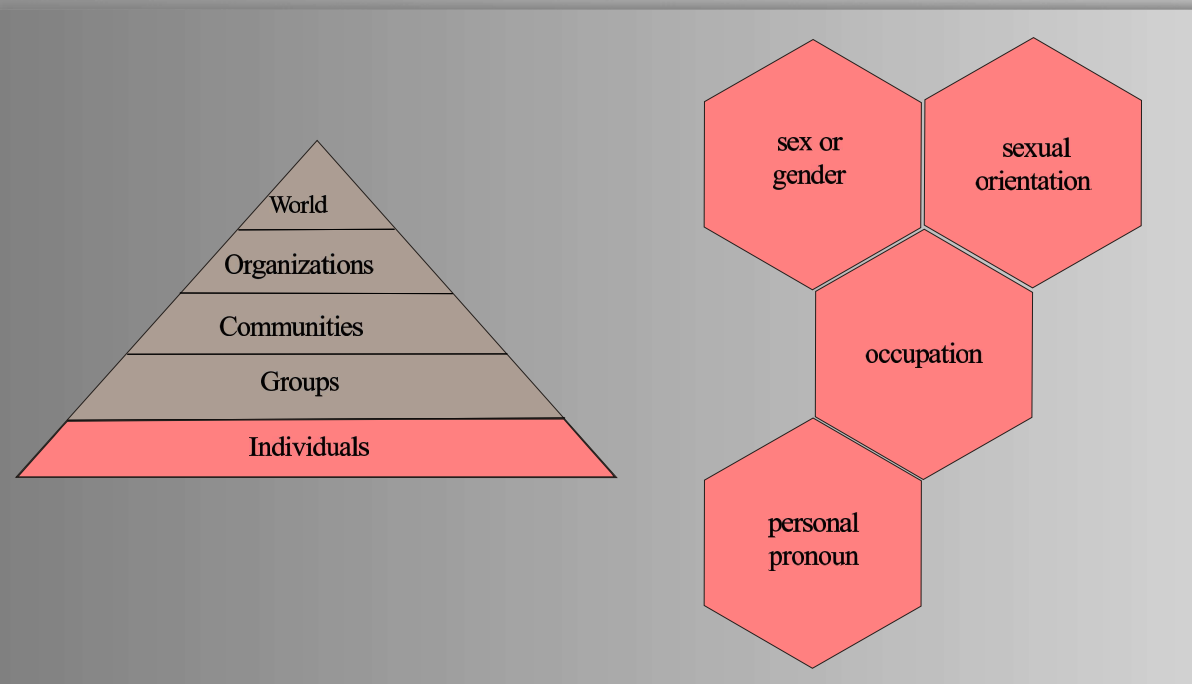 World
Organizations
Communities
Groups
Individuals
sex or
gender
sexual
orientation
occupation
personal
pronoun